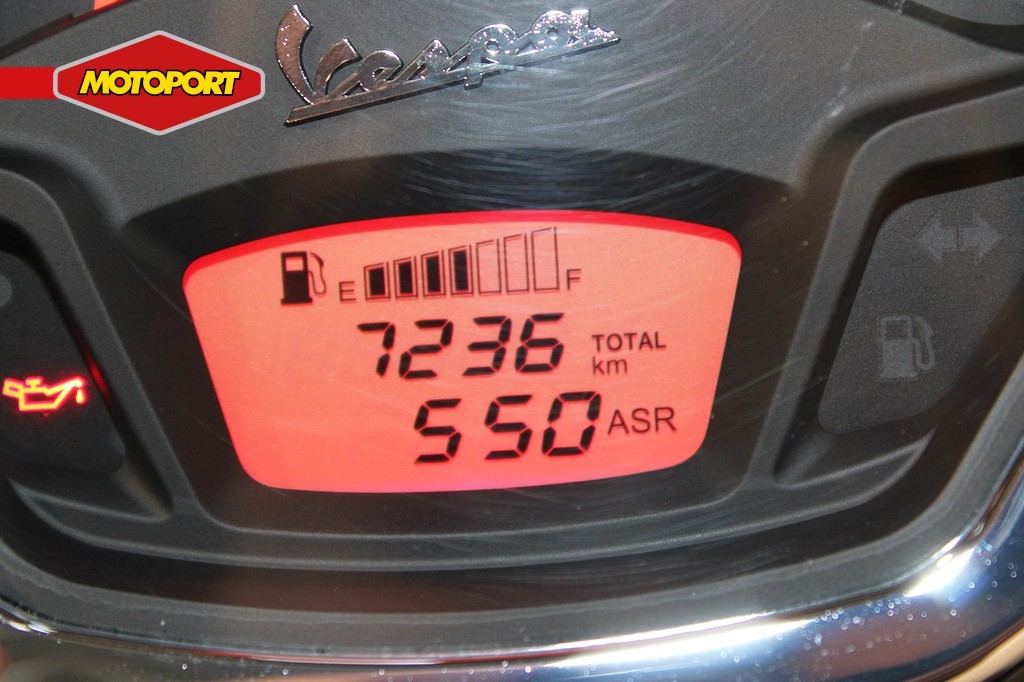 MOTOPORT
Vespa
E F
7236 TOTAL km
550 ASR